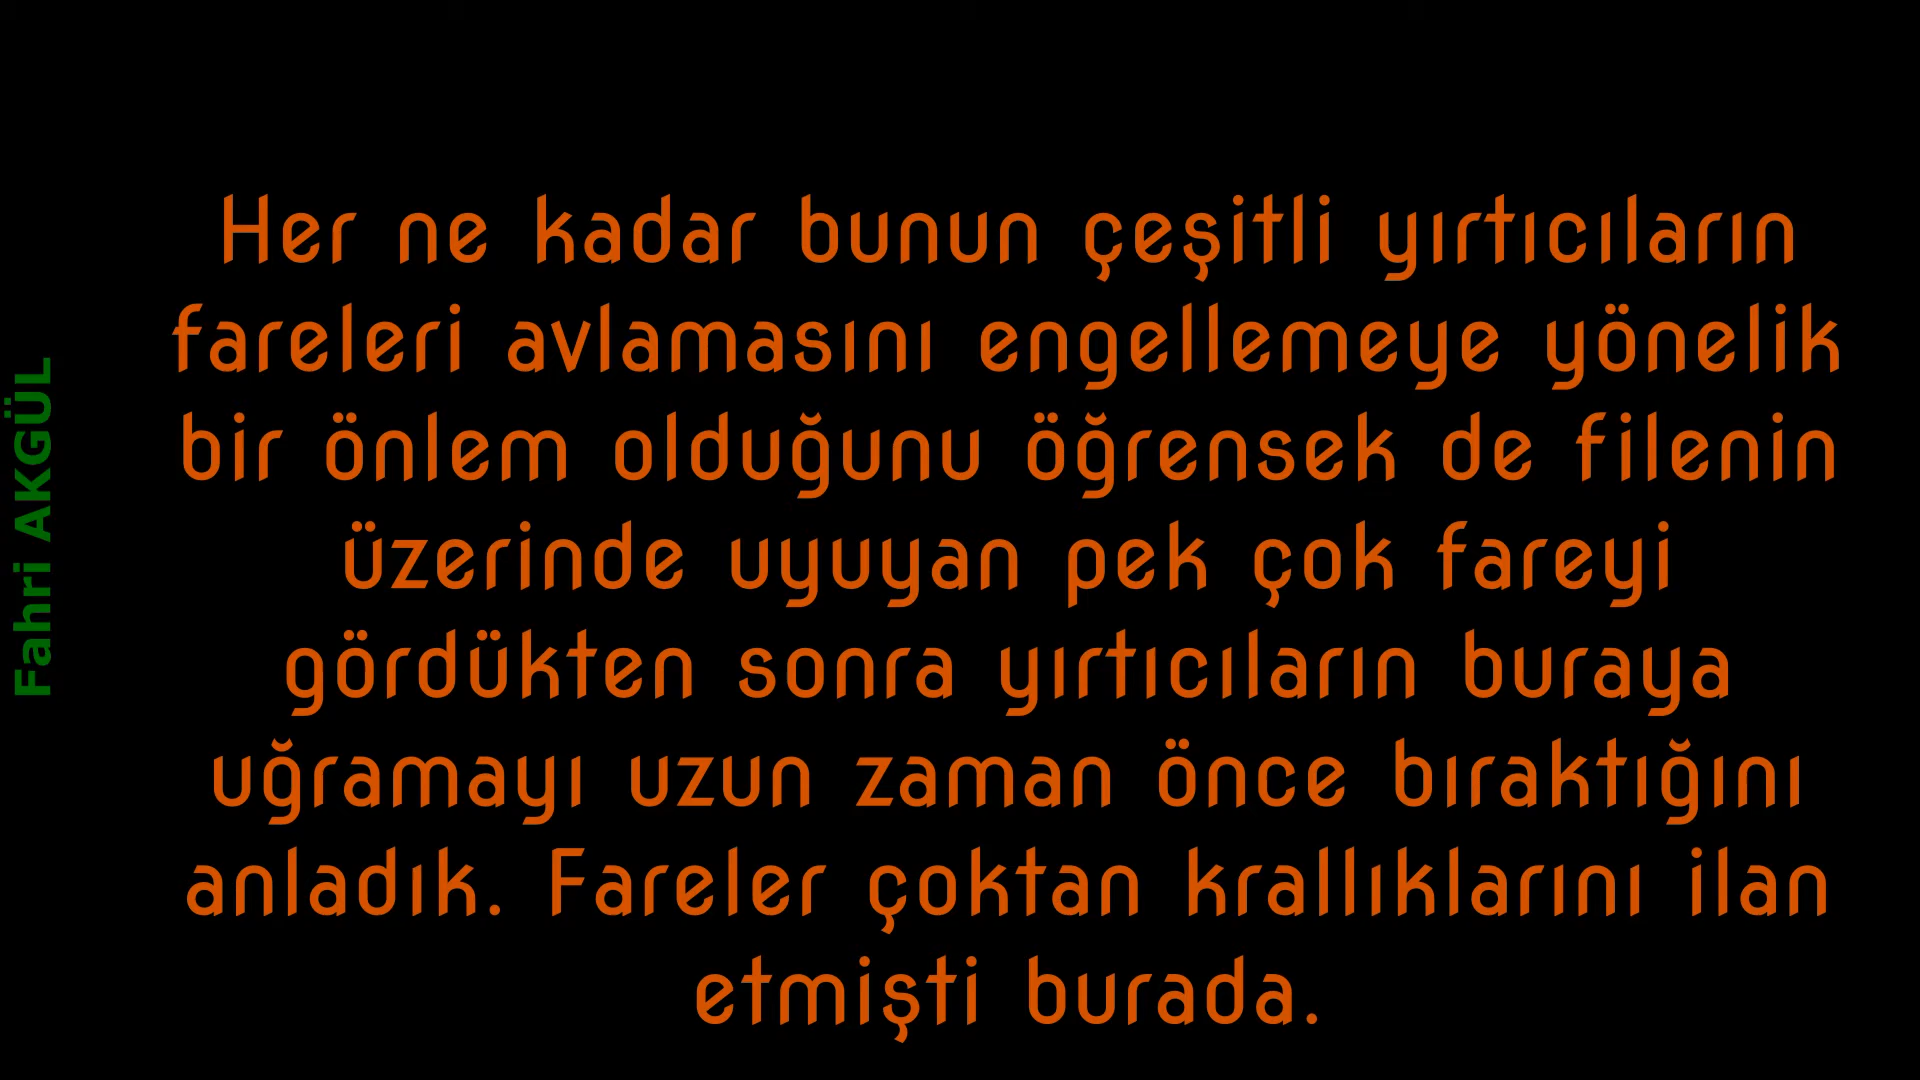 Her ne kadar bunun çeşitli yırtıcıların
fareleri avlamasını engellemeye yönelik
bir önlem olduğunu öğrensek de filenin
üzerinde uyuyan pek çok fareyi
gördükten sonra yırtıcıların buraya
uğramayı uzun zaman önce bıraktığını
anladık. Fareler çoktan krallıklarını ilan
etmişti burada.
Fahri AKGÜL